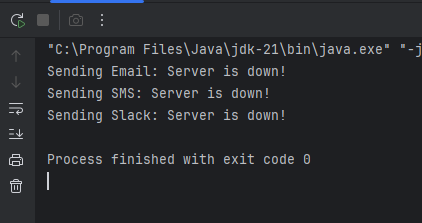 "C:\Program Files\Java\jdk-21\bin\java.exe" "-j
Sending Email: Server is down!
Sending SMS: Server is down!
Sending Slack: Server is down!
Process finished with exit code 0